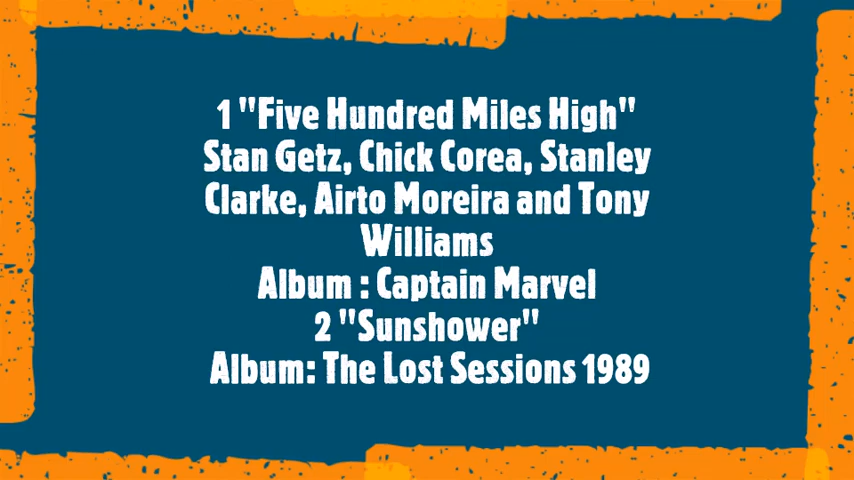 1 "Five Hundred Miles High"
Stan Getz, Chick Corea, Stanley
Clarke, Airto Moreira and Tony
Williams
Album : Captain Marvel
2 "Sunshower"
Album: The Lost Sessions 1989